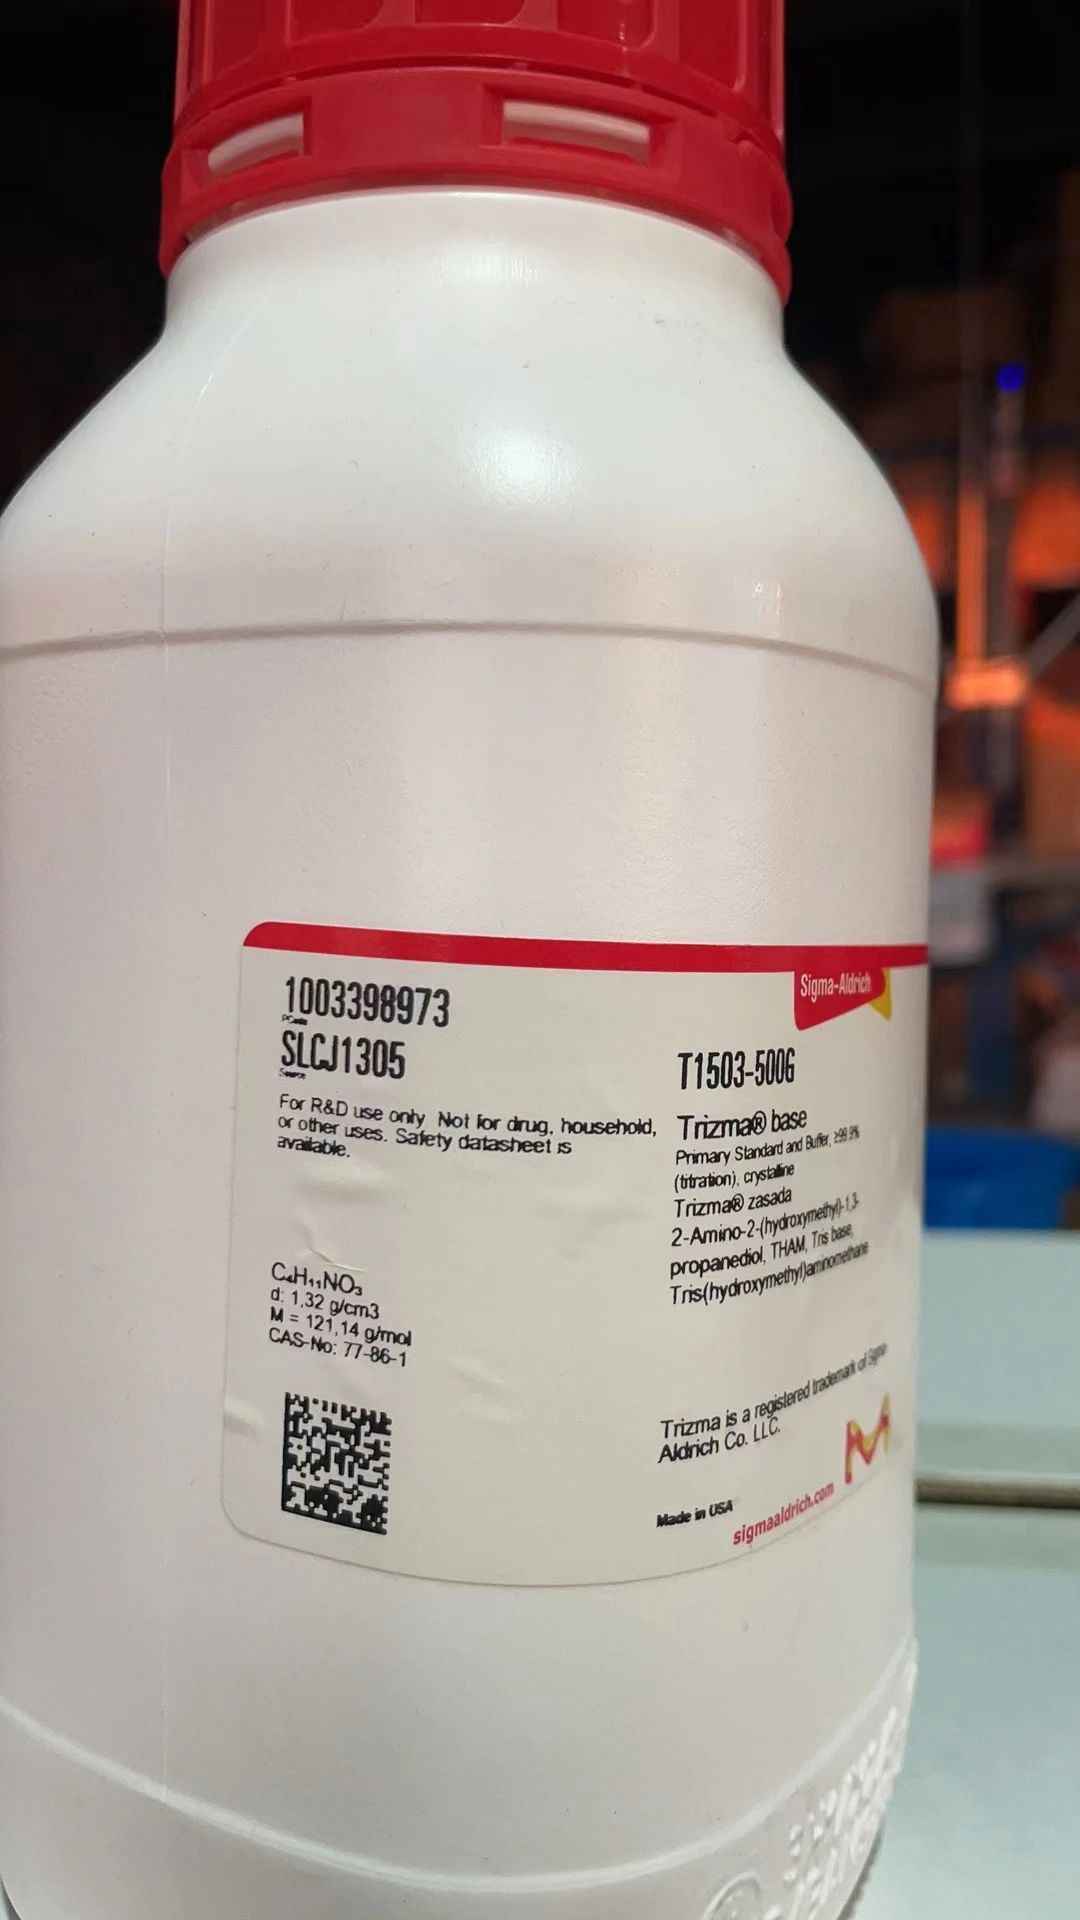 1003398973
PCode
SLCJ1305
Source
For R&D use only Not for drug, household,
or other uses. Safety datasheet is
available.
C₄H₁₁NO₃
d: 1,32 g/cm3
M = 121,14 g/mol
CAS-No: 77-86-1
Sigma-Aldrich
T1503-500G
Trizma® base
Primary Standard and Buffer, ≥99.9%
(titration), crystalline
Trizma® zasada
2-Amino-2-(hydroxymethyl)-1,3-
propanediol, THAM, Tris base,
Tris(hydroxymethyl)aminomethane
Trizma is a registered trademark of Sigma-
Aldrich Co. LLC.
M
Made in USA
sigmaaldrich.com